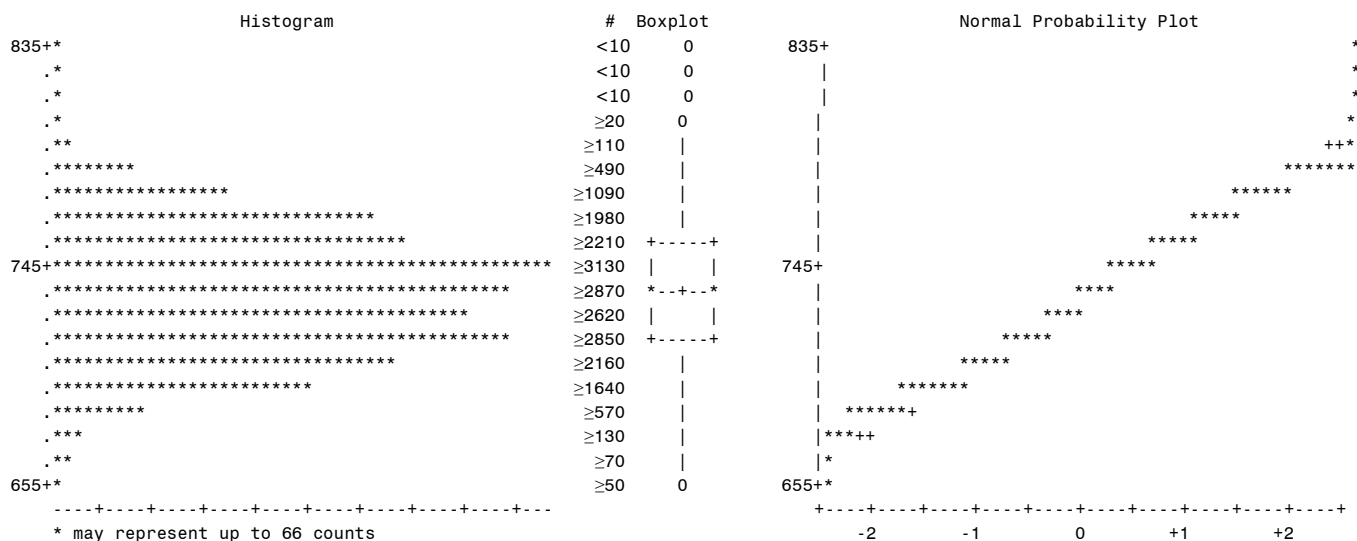 Histogram # Boxplot Normal Probability Plot
835+* <10 0 835+ *
.* <10 0 | *
.* <10 0 | *
.* ≥20 0 | *
.** ≥110 | | ++*
.******** ≥490 | | *******
.***************** ≥1090 | | ******
.******************************* ≥1980 | | *****
.********************************** ≥2210 +-----+ | *****
745+************************************************ ≥3130 | | 745+ *****
.******************************************** ≥2870 *--+--* | ****
.**************************************** ≥2620 | | | ****
.******************************************** ≥2850 +-----+ | *****
.********************************* ≥2160 | | *****
.************************* ≥1640 | | *******
.********* ≥570 | | ******+
.*** ≥130 | |***++
.** ≥70 | |*
655+* ≥50 0 655+*
----+----+----+----+----+----+----+----+----+--- +----+----+----+----+----+----+----+----+----+----+
* may represent up to 66 counts -2 -1 0 +1 +2